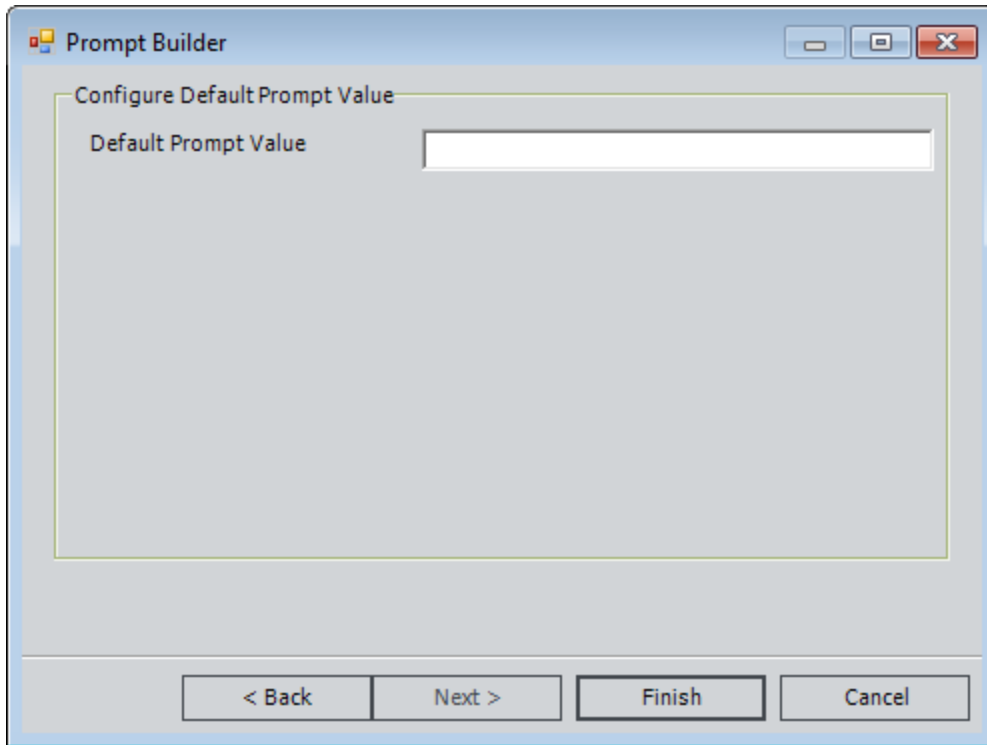 Prompt Builder
Configure Default Prompt Value
Default Prompt Value
< Back Next > Finish Cancel